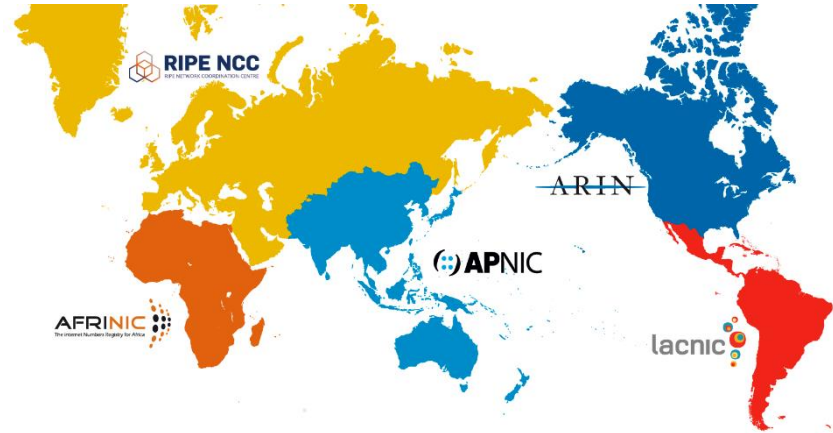 RIPE NCC
RIPE NETWORK COORDINATION CENTRE
ARIN
APNIC
AFRINIC
The Internet Numbers Registry for Africa
lacnic